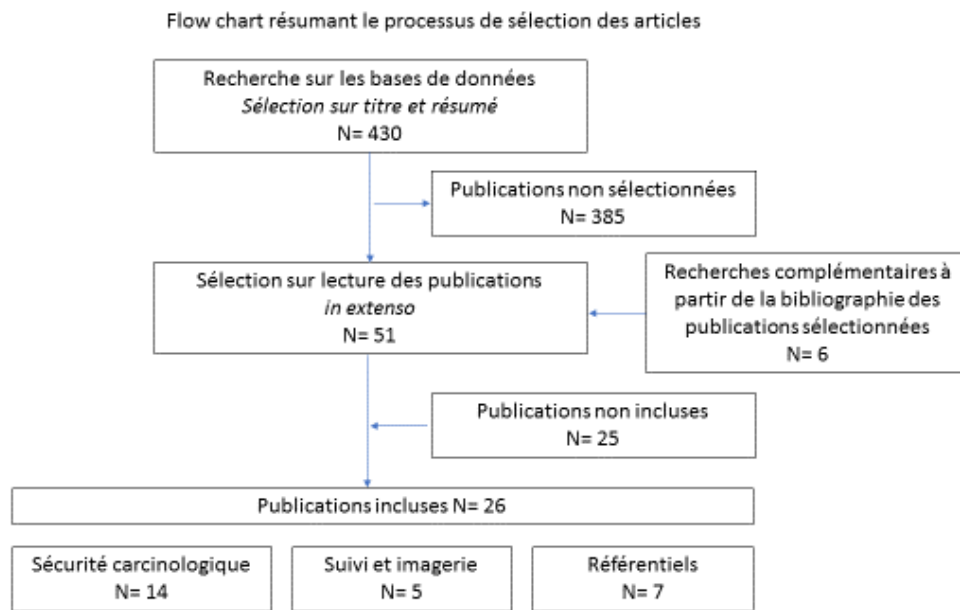 Flow chart résumant le processus de sélection des articles
Recherche sur les bases de données
Sélection sur titre et résumé
N= 430
Publications non sélectionnées
N= 385
Sélection sur lecture des publications
in extenso
N= 51
Recherches complémentaires à
partir de la bibliographie des
publications sélectionnées
N= 6
Publications non incluses
N= 25
Publications incluses N= 26
Sécurité carcinologique
N= 14
Suivi et imagerie
N= 5
Référentiels
N= 7